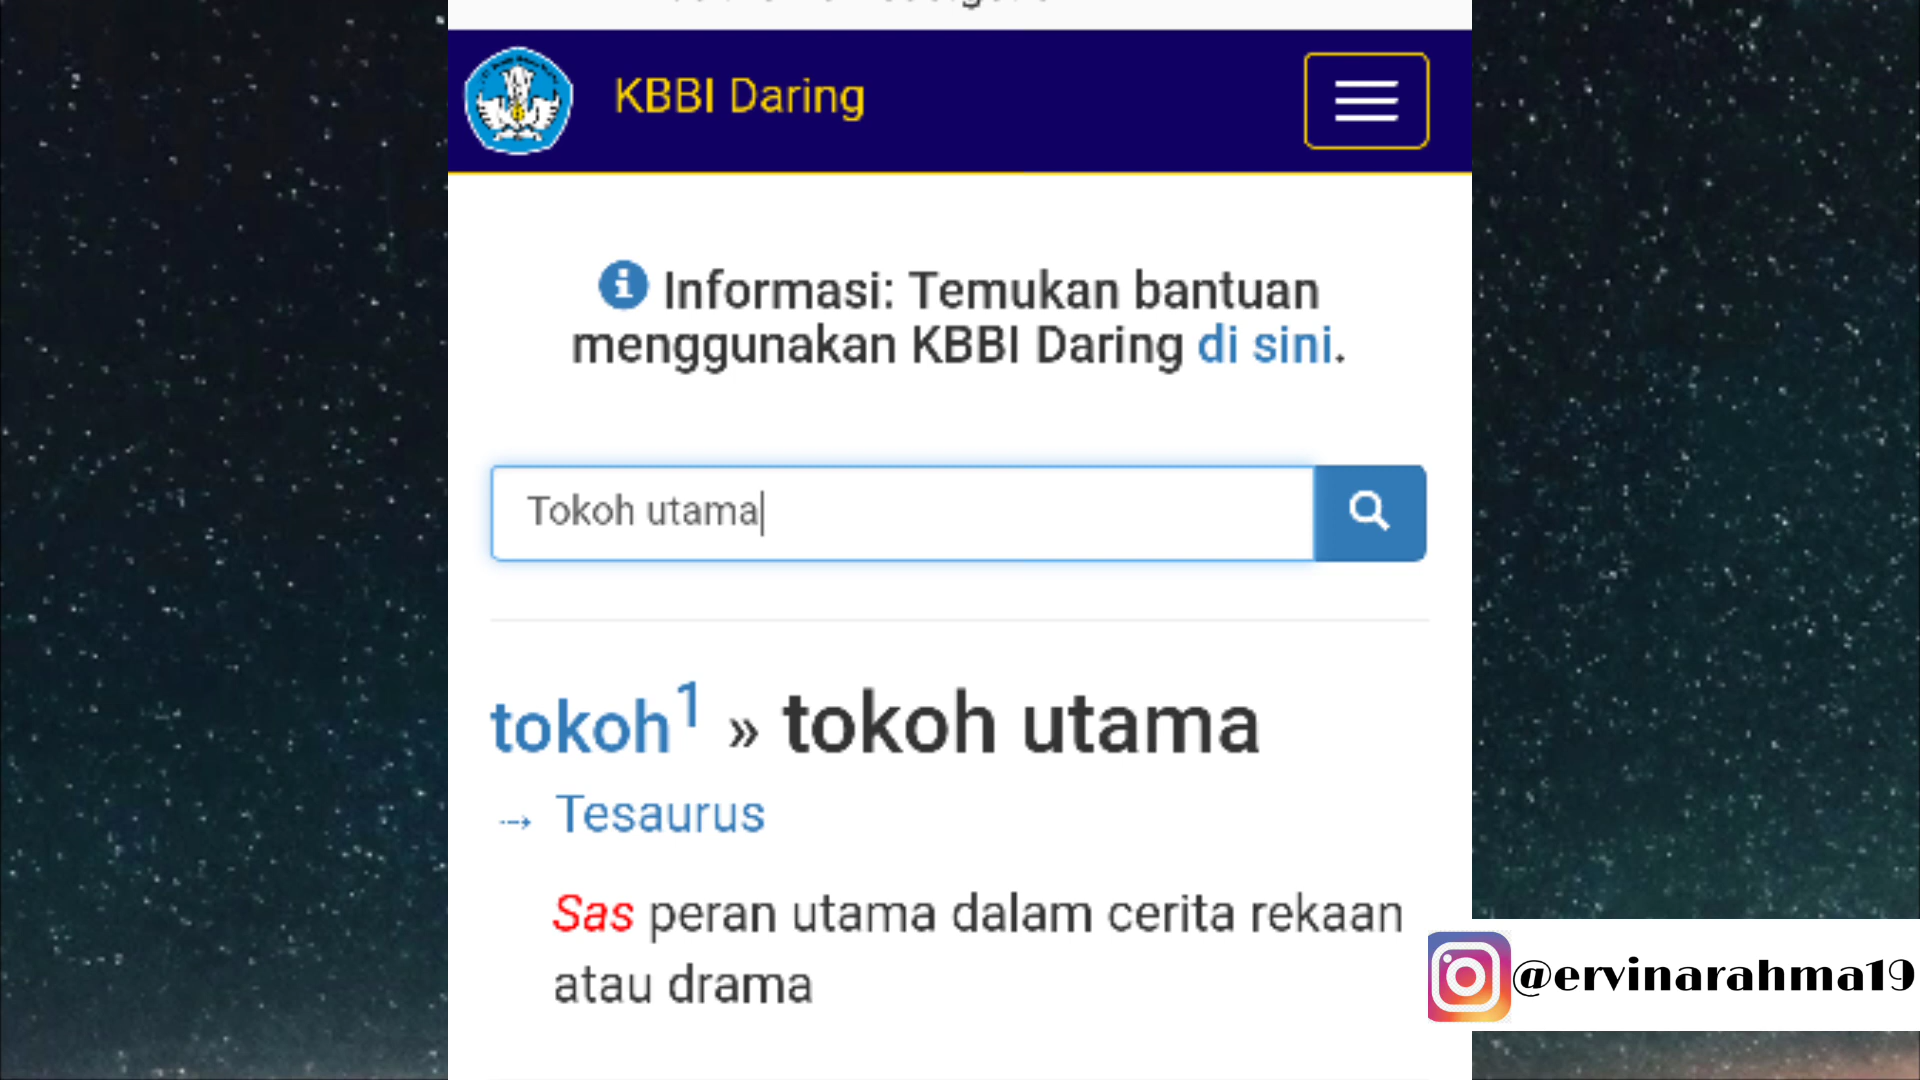 KBBI Daring
Informasi: Temukan bantuan
menggunakan KBBI Daring di sini.
Tokoh utama
tokoh¹ » tokoh utama
→ Tesaurus
Sas peran utama dalam cerita rekaan
atau drama
@ervinarahma19